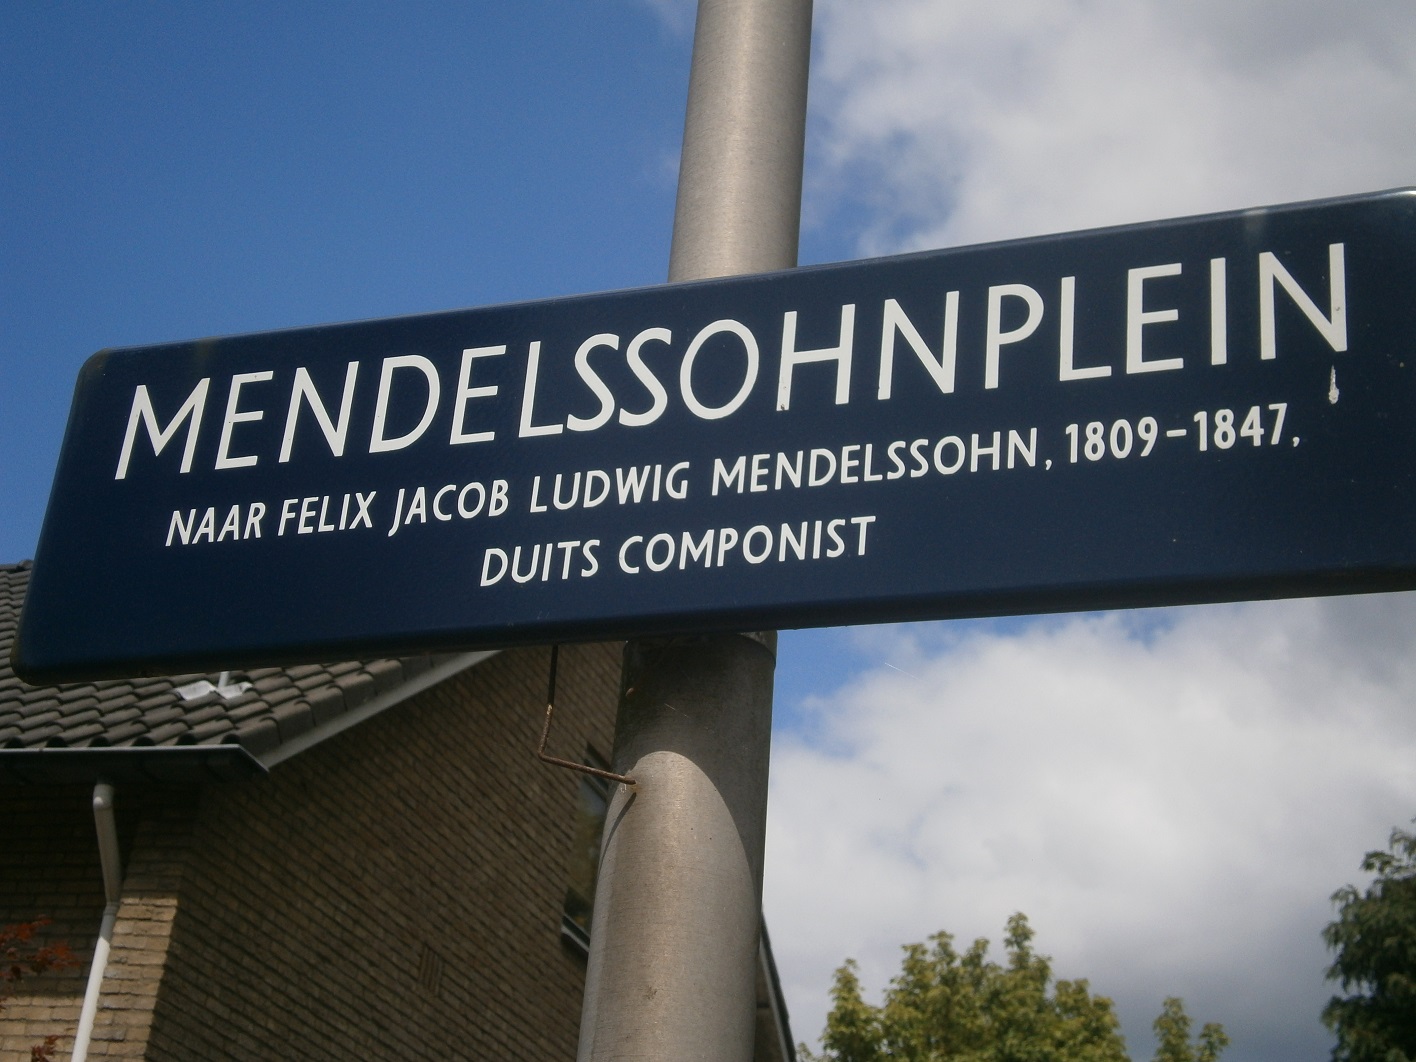 MENDELSSOHNPLEIN
NAAR FELIX JACOB LUDWIG MENDELSSOHN, 1809-1847,
DUITS COMPONIST